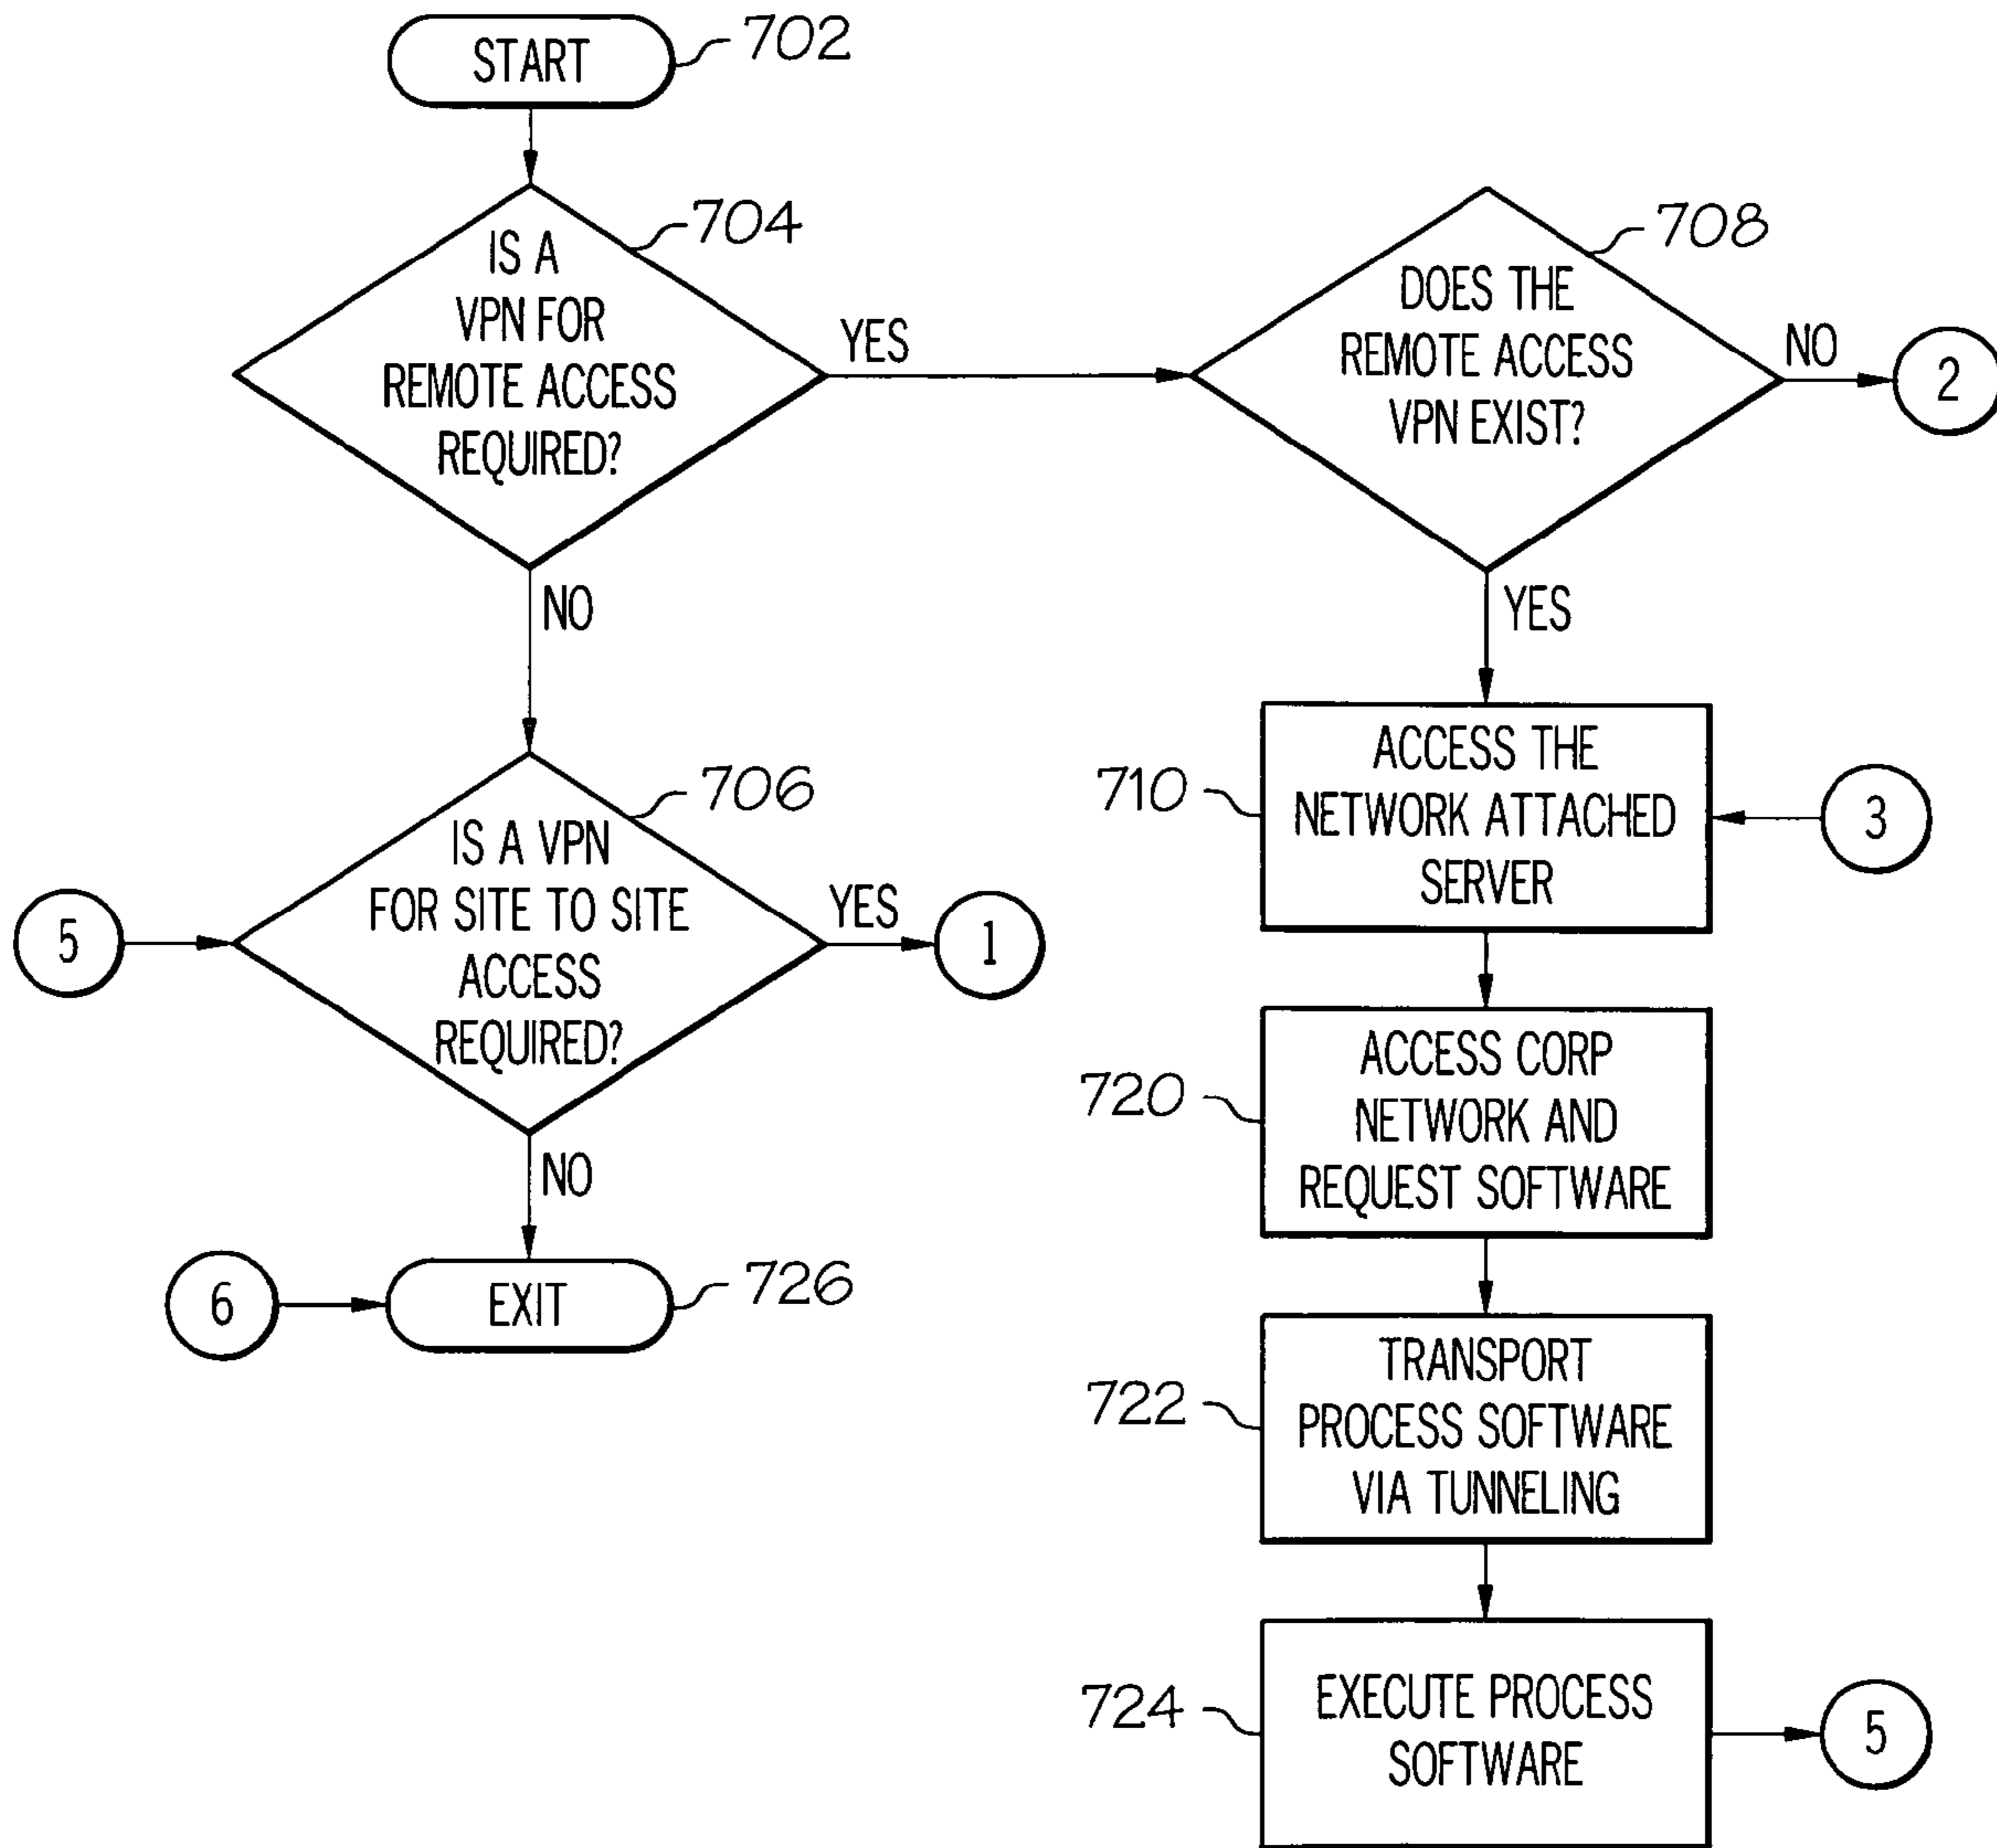 START
702
IS A
VPN FOR
REMOTE ACCESS
REQUIRED?
704
YES
NO
DOES THE
REMOTE ACCESS
VPN EXIST?
708
NO
2
YES
IS A VPN
FOR SITE TO SITE
ACCESS
REQUIRED?
706
5
YES
1
NO
6
EXIT
726
ACCESS THE
NETWORK ATTACHED
SERVER
710
3
ACCESS CORP
NETWORK AND
REQUEST SOFTWARE
720
TRANSPORT
PROCESS SOFTWARE
VIA TUNNELING
722
EXECUTE PROCESS
SOFTWARE
724
5